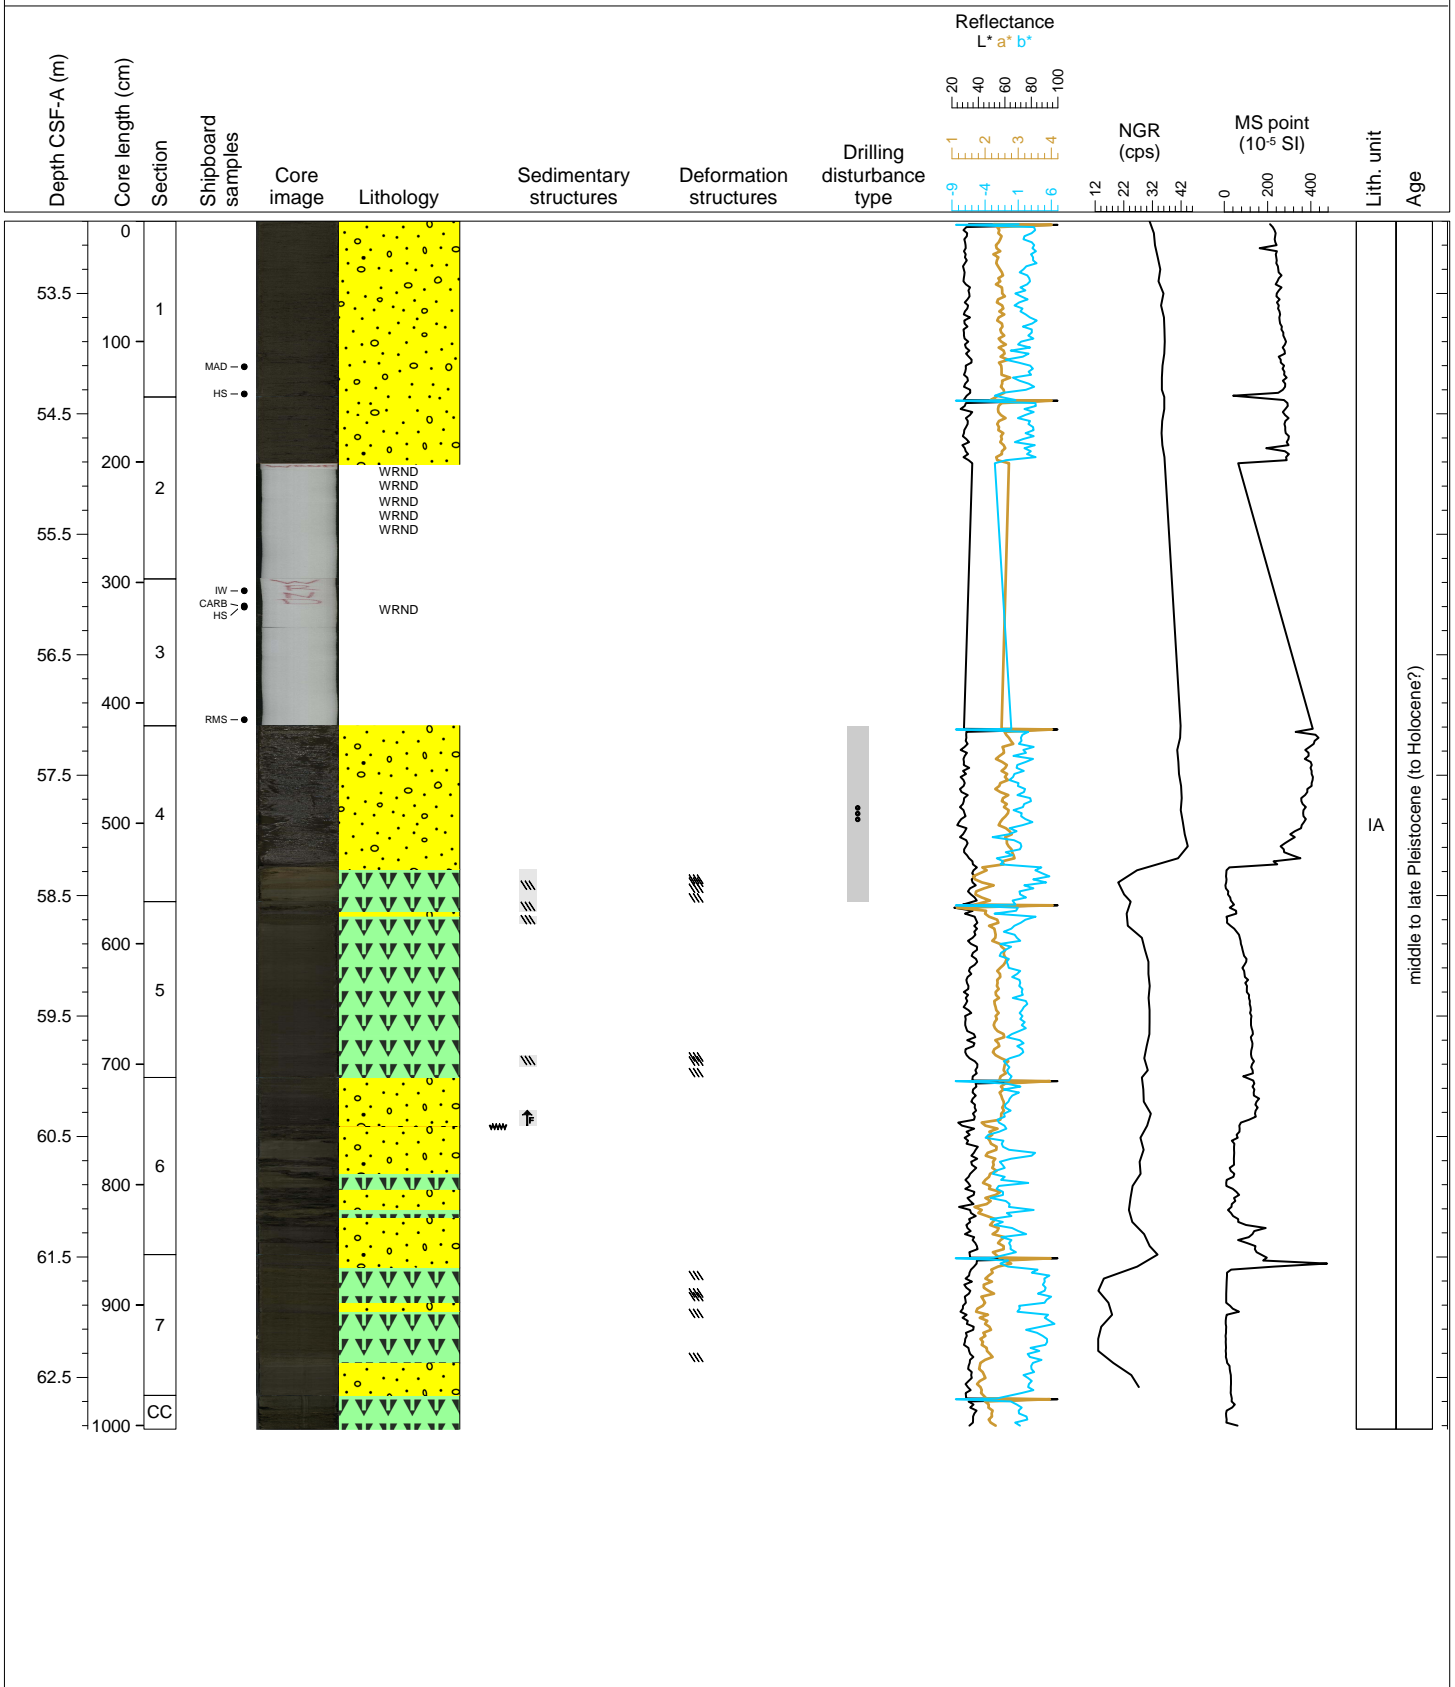 Depth CSF-A (m)
Core length (cm)
Section
Shipboard
samples
Core
image
Lithology
Sedimentary
structures
Deformation
structures
Drilling
disturbance
type
Reflectance
L* a* b*
20 40 60 80 100
1 2 3 4
-9 -4 1 6
NGR
(cps)
12 22 32 42
MS point
(10-5 SI)
0 200 400
Lith. unit
Age
0
53.5
1
100
MAD
HS
54.5
200
WRND
WRND
2
WRND
WRND
WRND
55.5
300
IW
CARB
HS
WRND
3
56.5
400
RMS
57.5
4
500
IA
58.5
600
5
59.5
700
F
60.5
6
800
61.5
900
7
62.5
CC
1000
middle to late Pleistocene (to Holocene?)